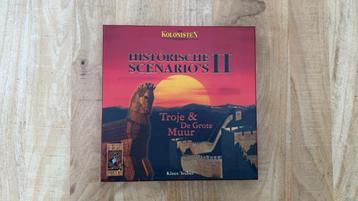 KOLONISTEN
HISTORISCHE
SCENARIO'S II
Troje &
De Grote
Muur
Klaus Teuber